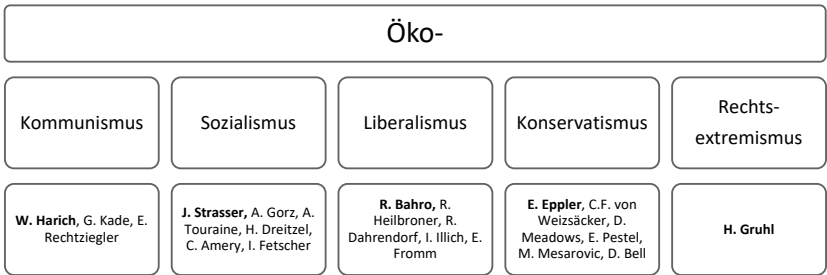 Öko-
Kommunismus
Sozialismus
Liberalismus
Konservatismus
Rechts-
extremismus
W. Harich, G. Kade, E.
Rechtziegler
J. Strasser, A. Gorz, A.
Touraine, H. Dreitzel,
C. Amery, I. Fetscher
R. Bahro, R.
Heilbroner, R.
Dahrendorf, I. Illich, E.
Fromm
E. Eppler, C.F. von
Weizsäcker, D.
Meadows, E. Pestel,
M. Mesarovic, D. Bell
H. Gruhl